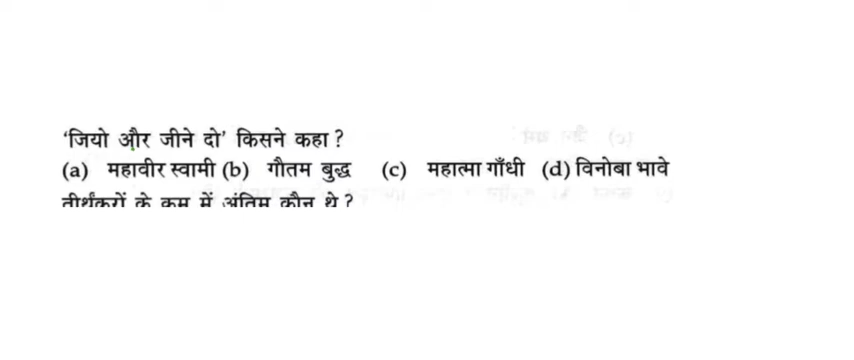 ‘जियो और जीने दो’ किसने कहा ?
(a) महावीर स्वामी (b) गौतम बुद्ध (c) महात्मा गाँधी (d) विनोबा भावे
तीर्थंकरों के क्रम में अंतिम कौन थे ?